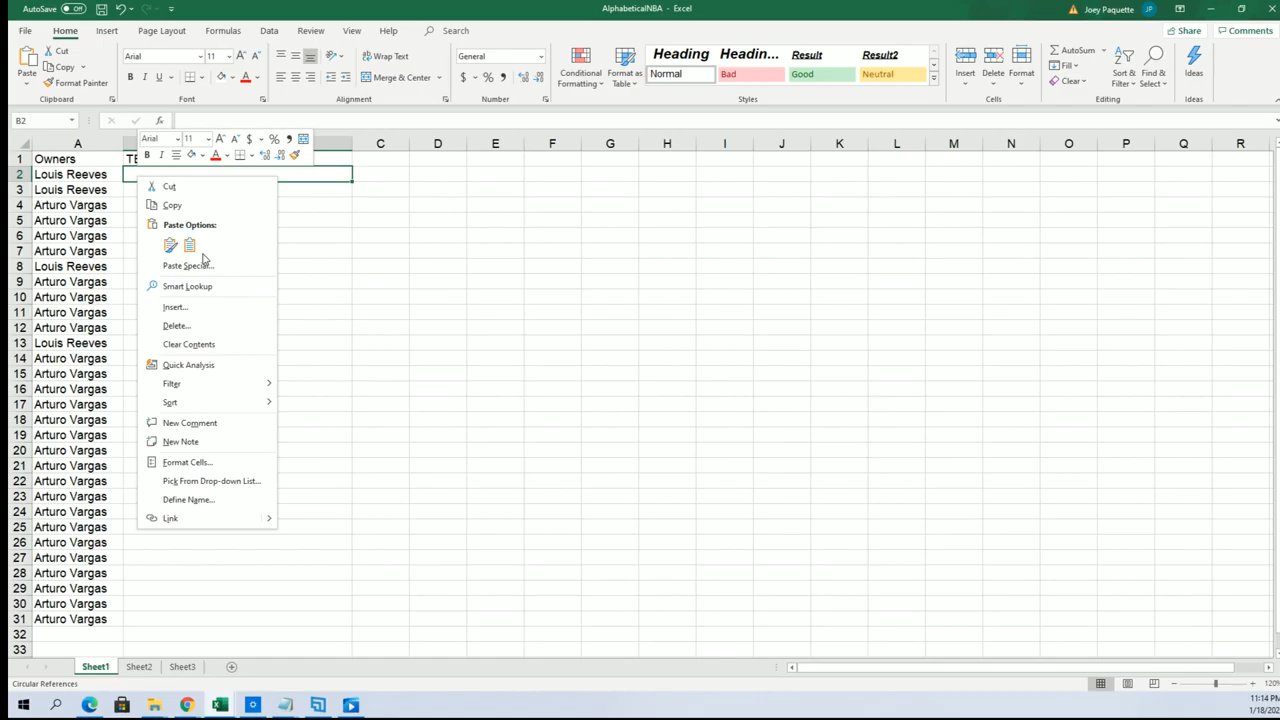 AutoSave Off AlphabeticalNBA - Excel Joey Paquette JP
File Home Insert Page Layout Formulas Data Review View Help Search Share Comments
Cut
Copy
Format Painter
Paste
Clipboard
Arial 11
B I U A
Font
Wrap Text
Merge & Center
Alignment
General
$ % ,
Number
Conditional Formatting
Format as Table
Heading Headin... Result Result2
Normal Bad Good Neutral
Styles
Insert Delete Format
Cells
AutoSum
Fill
Clear
Sort & Filter
Find & Select
Editing
Ideas
Ideas
B2 fx
Arial 11 $ % ,
B I A
A C D E F G H I J K L M N O P Q R
1 Owners
2 Louis Reeves
3 Louis Reeves
4 Arturo Vargas
5 Arturo Vargas
6 Arturo Vargas
7 Arturo Vargas
8 Louis Reeves
9 Arturo Vargas
10 Arturo Vargas
11 Arturo Vargas
12 Arturo Vargas
13 Louis Reeves
14 Arturo Vargas
15 Arturo Vargas
16 Arturo Vargas
17 Arturo Vargas
18 Arturo Vargas
19 Arturo Vargas
20 Arturo Vargas
21 Arturo Vargas
22 Arturo Vargas
23 Arturo Vargas
24 Arturo Vargas
25 Arturo Vargas
26 Arturo Vargas
27 Arturo Vargas
28 Arturo Vargas
29 Arturo Vargas
30 Arturo Vargas
31 Arturo Vargas
32
33
Cut
Copy
Paste Options:
Paste Special...
Smart Lookup
Insert...
Delete...
Clear Contents
Quick Analysis
Filter
Sort
New Comment
New Note
Format Cells...
Pick From Drop-down List...
Define Name...
Link
Sheet1 Sheet2 Sheet3
Circular References 120%
11:14 PM